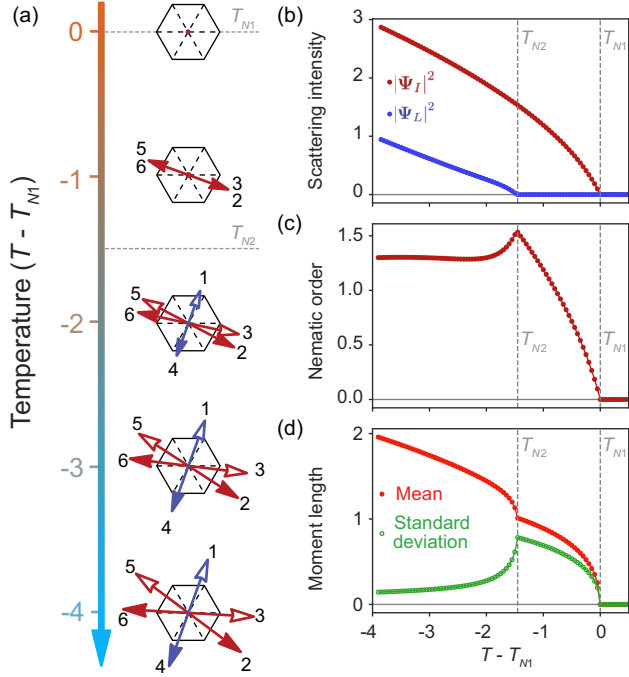 (a)
Temperature (T - T_N1)
0
-1
-2
-3
-4
T_N1
5
6
3
2
T_N2
1
5
6
3
2
4
1
5
6
3
2
4
1
5
6
3
2
4
(b)
Scattering intensity
3
2
1
0
T_N2
T_N1
|Ψ_I|²
|Ψ_L|²
(c)
Nematic order
1.5
1.0
0.5
0.0
T_N2
T_N1
(d)
Moment length
2
1
0
T_N2
T_N1
Mean
Standard
deviation
-4
-3
-2
-1
0
T - T_N1